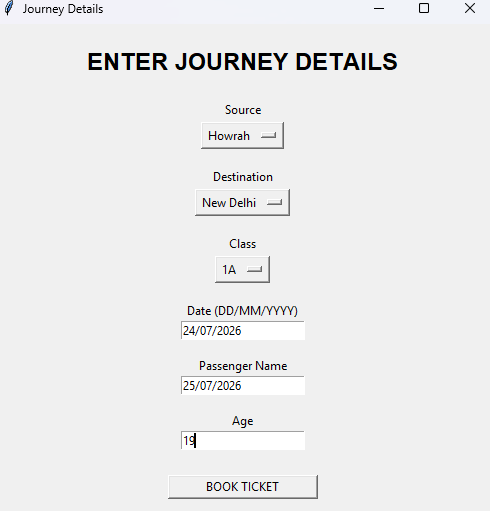 Journey Details
ENTER JOURNEY DETAILS
Source
Howrah
Destination
New Delhi
Class
1A
Date (DD/MM/YYYY)
24/07/2026
Passenger Name
25/07/2026
Age
19
BOOK TICKET